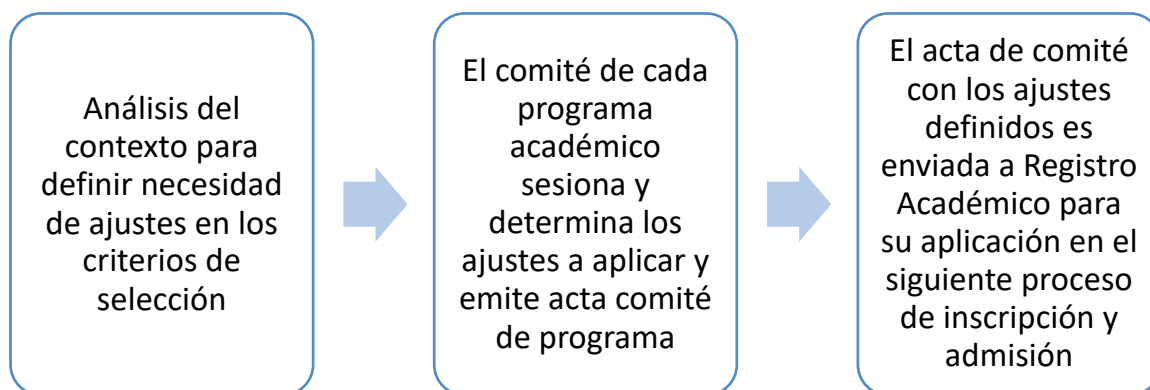 Análisis del
contexto para
definir necesidad
de ajustes en los
criterios de
selección
El comité de cada
programa
académico
sesiona y
determina los
ajustes a aplicar y
emite acta comité
de programa
El acta de comité
con los ajustes
definidos es
enviada a Registro
Académico para
su aplicación en el
siguiente proceso
de inscripción y
admisión